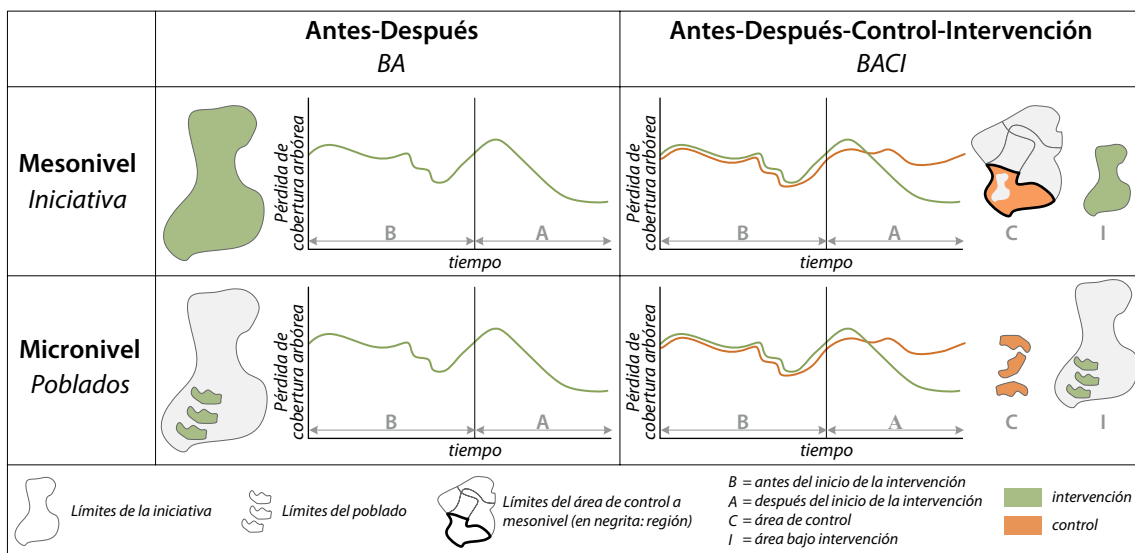 Antes-Después
BA
Antes-Después-Control-Intervención
BACI
Mesonivel
Iniciativa
Pérdida de
cobertura arbórea
B
A
tiempo
Pérdida de
cobertura arbórea
B
A
tiempo
C
I
Micronivel
Poblados
Pérdida de
cobertura arbórea
B
A
tiempo
Pérdida de
cobertura arbórea
B
A
tiempo
C
I
Límites de la iniciativa
Límites del poblado
Límites del área de control a
mesonivel (en negrita: región)
B = antes del inicio de la intervención
A = después del inicio de la intervención
C = área de control
I = área bajo intervención
intervención
control